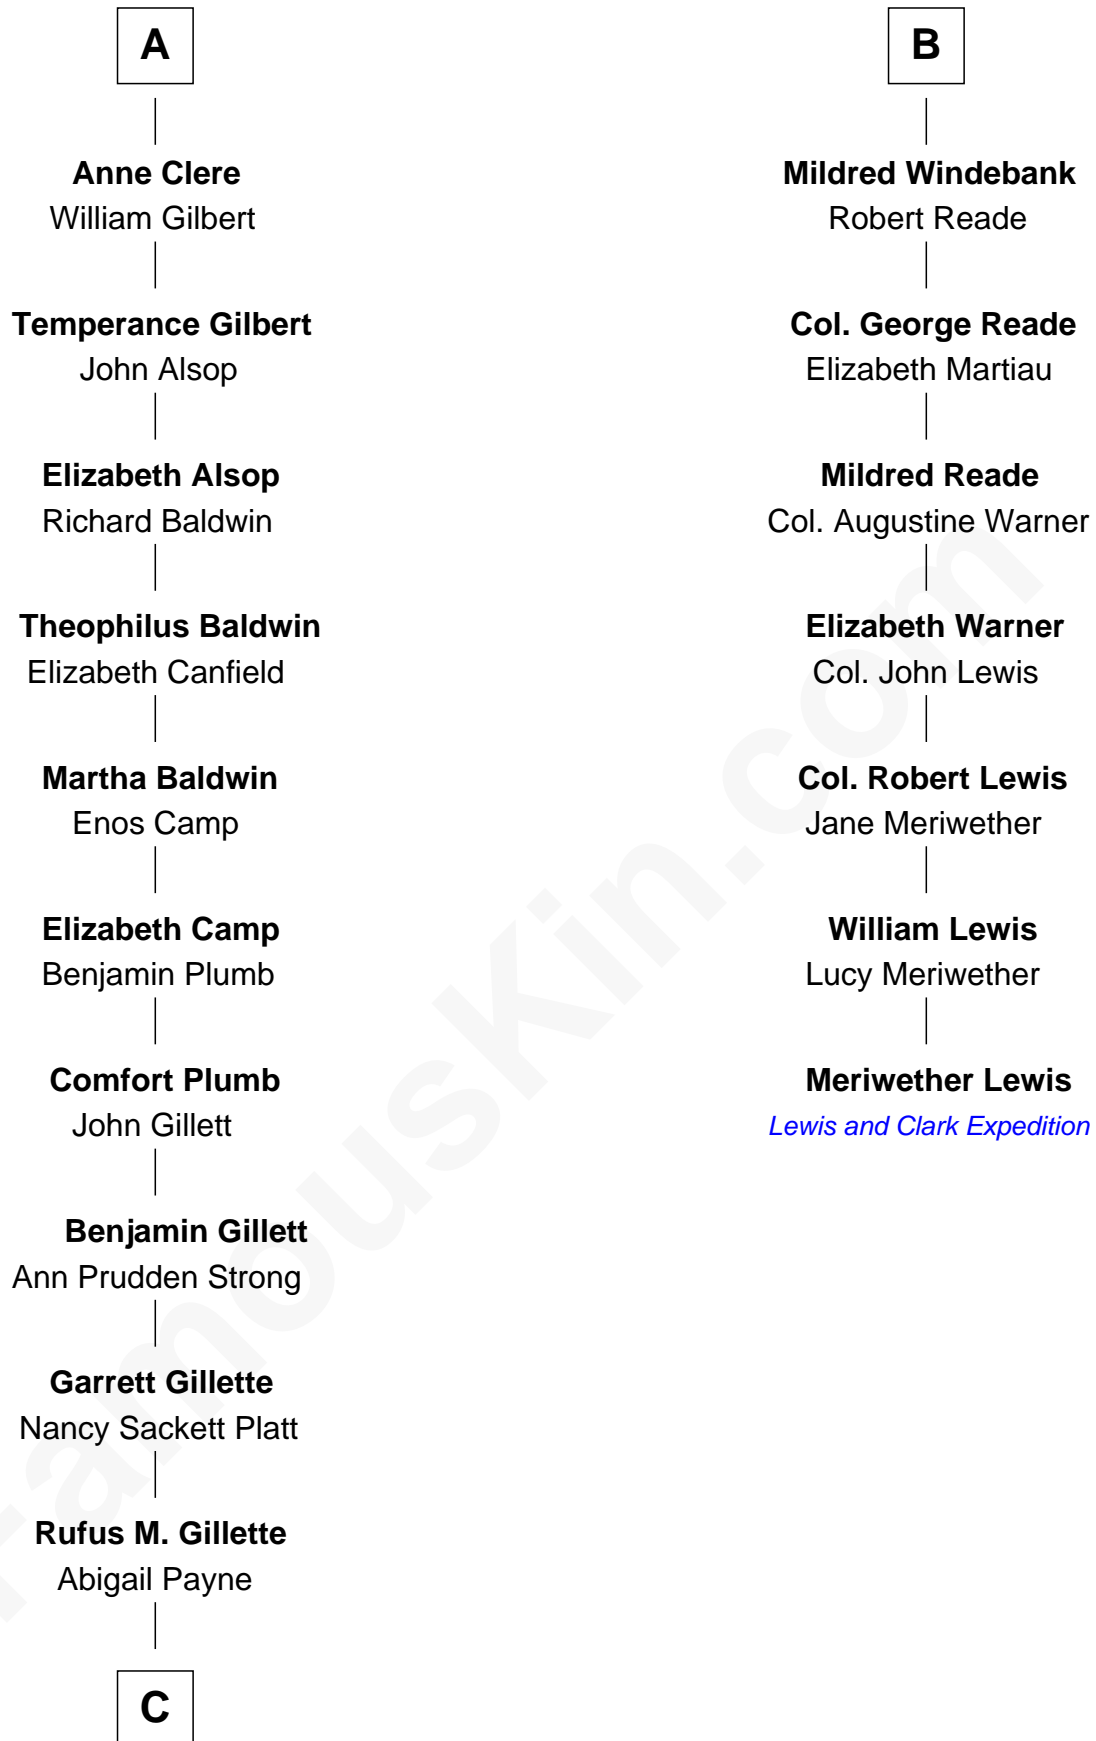 A
Anne Clere
William Gilbert
Temperance Gilbert
John Alsop
Elizabeth Alsop
Richard Baldwin
Theophilus Baldwin
Elizabeth Canfield
Martha Baldwin
Enos Camp
Elizabeth Camp
Benjamin Plumb
Comfort Plumb
John Gillett
Benjamin Gillett
Ann Prudden Strong
Garrett Gillette
Nancy Sackett Platt
Rufus M. Gillette
Abigail Payne
C
B
Mildred Windebank
Robert Reade
Col. George Reade
Elizabeth Martiau
Mildred Reade
Col. Augustine Warner
Elizabeth Warner
Col. John Lewis
Col. Robert Lewis
Jane Meriwether
William Lewis
Lucy Meriwether
Meriwether Lewis
Lewis and Clark Expedition
FamousKin.com